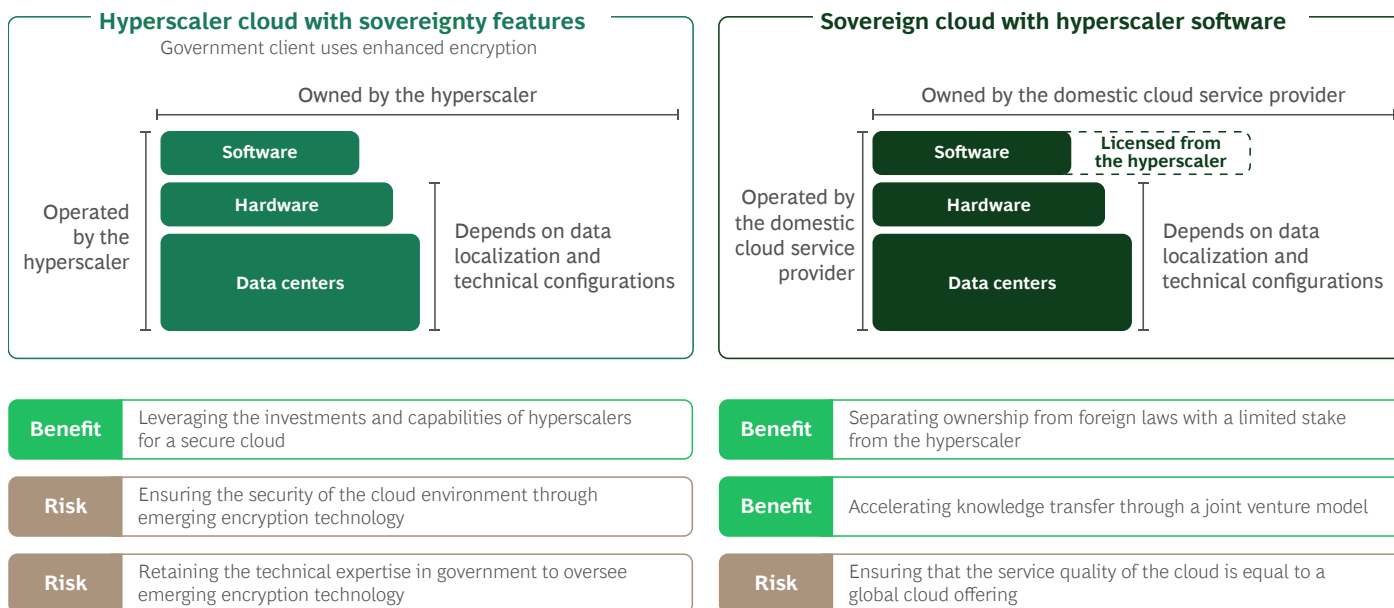 Hyperscaler cloud with sovereignty features
Government client uses enhanced encryption
Owned by the hyperscaler
Software
Hardware
Data centers
Operated
by the
hyperscaler
Depends on data
localization and
technical configurations
Sovereign cloud with hyperscaler software
Owned by the domestic cloud service provider
Software
Licensed from
the hyperscaler
Hardware
Data centers
Operated by
the domestic
cloud service
provider
Depends on data
localization and
technical configurations
Benefit
Leveraging the investments and capabilities of hyperscalers
for a secure cloud
Risk
Ensuring the security of the cloud environment through
emerging encryption technology
Risk
Retaining the technical expertise in government to oversee
emerging encryption technology
Benefit
Separating ownership from foreign laws with a limited stake
from the hyperscaler
Benefit
Accelerating knowledge transfer through a joint venture model
Risk
Ensuring that the service quality of the cloud is equal to a
global cloud offering